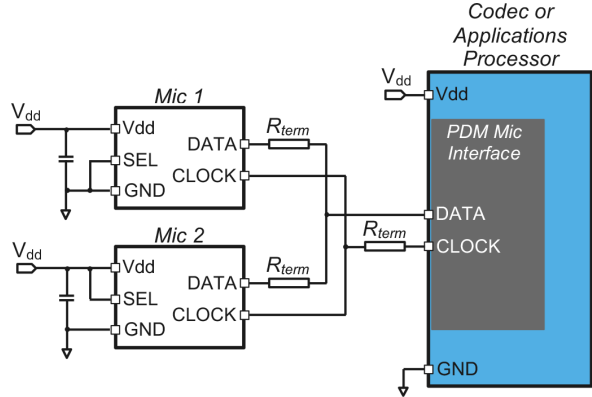 Codec or
Applications
Processor
Vdd
Vdd
PDM Mic
Interface
DATA
CLOCK
GND
Mic 1
Vdd
Vdd
SEL
GND
DATA
CLOCK
Rterm
Mic 2
Vdd
Vdd
SEL
GND
DATA
CLOCK
Rterm
Rterm